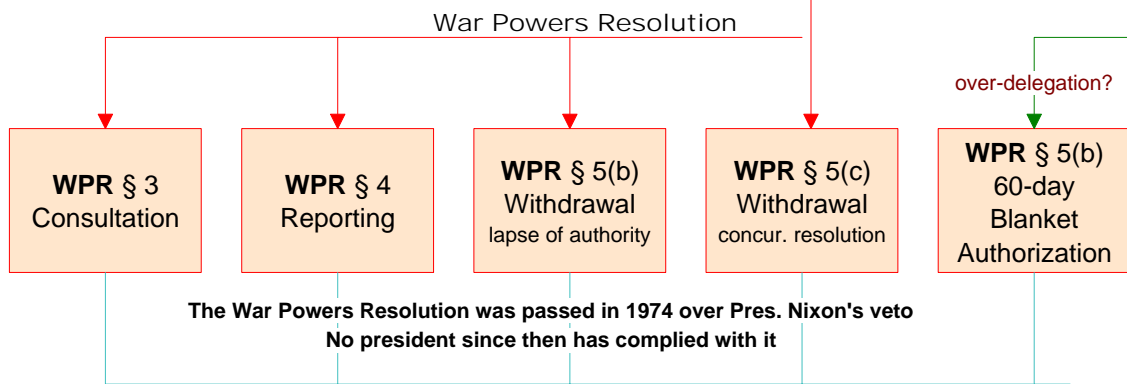 War Powers Resolution
over-delegation?
WPR § 3
Consultation
WPR § 4
Reporting
WPR § 5(b)
Withdrawal
lapse of authority
WPR § 5(c)
Withdrawal
concur. resolution
WPR § 5(b)
60-day
Blanket
Authorization
The War Powers Resolution was passed in 1974 over Pres. Nixon's veto
No president since then has complied with it